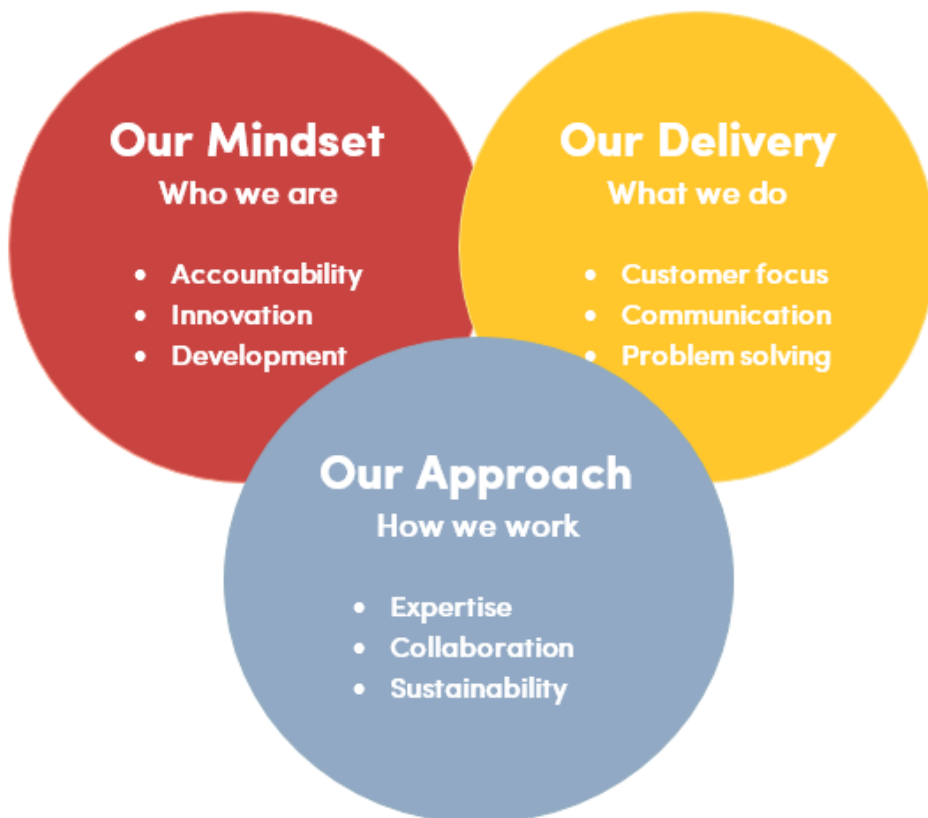 Our Mindset
Who we are
• Accountability
• Innovation
• Development
Our Delivery
What we do
• Customer focus
• Communication
• Problem solving
Our Approach
How we work
• Expertise
• Collaboration
• Sustainability